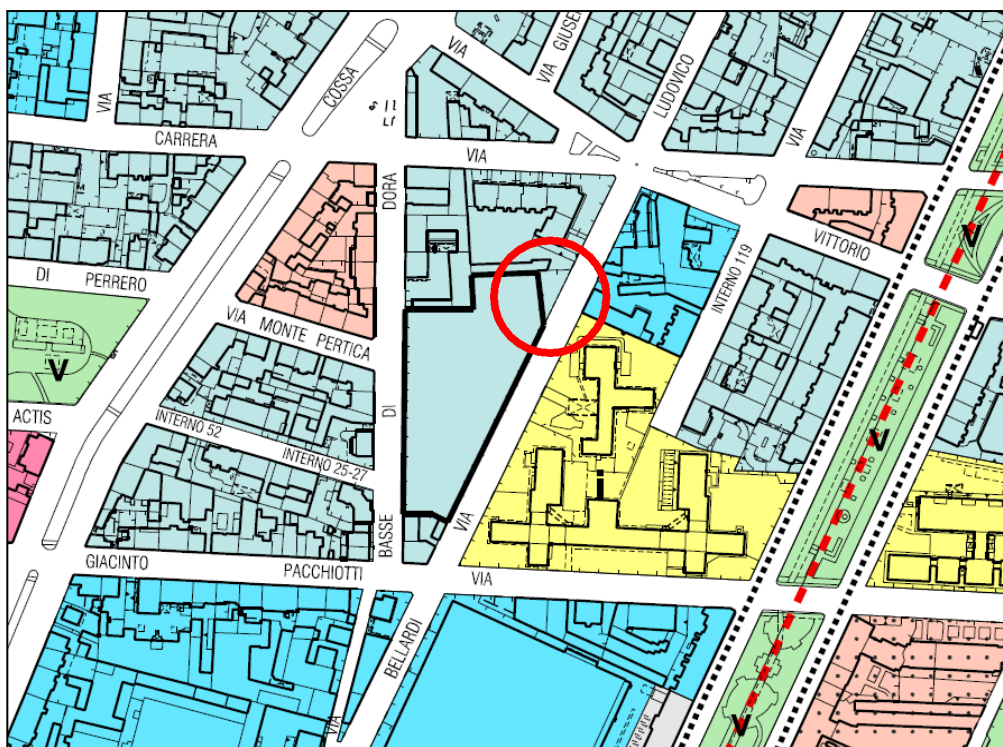 VIA
GIUSEP
COSSA
VIA
LUDOVICO
VIA
CARRERA
VIA
VIA
DORA
DI PERRERO
VITTORIO
INTERNO 119
V
VIA MONTE PERTICA
V
ACTIS
INTERNO 52
DI
INTERNO 25-27
V
VIA
BASSE
GIACINTO
PACCHIOTTI
VIA
BELLARDI
VIA
V